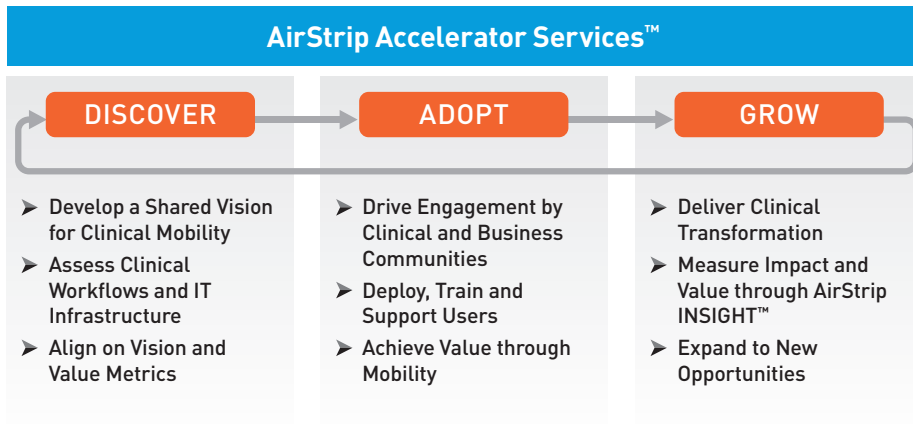 AirStrip Accelerator Services™
DISCOVER
ADOPT
GROW
➤ Develop a Shared Vision
for Clinical Mobility
➤ Assess Clinical
Workflows and IT
Infrastructure
➤ Align on Vision and
Value Metrics
➤ Drive Engagement by
Clinical and Business
Communities
➤ Deploy, Train and
Support Users
➤ Achieve Value through
Mobility
➤ Deliver Clinical
Transformation
➤ Measure Impact and
Value through AirStrip
INSIGHT™
➤ Expand to New
Opportunities